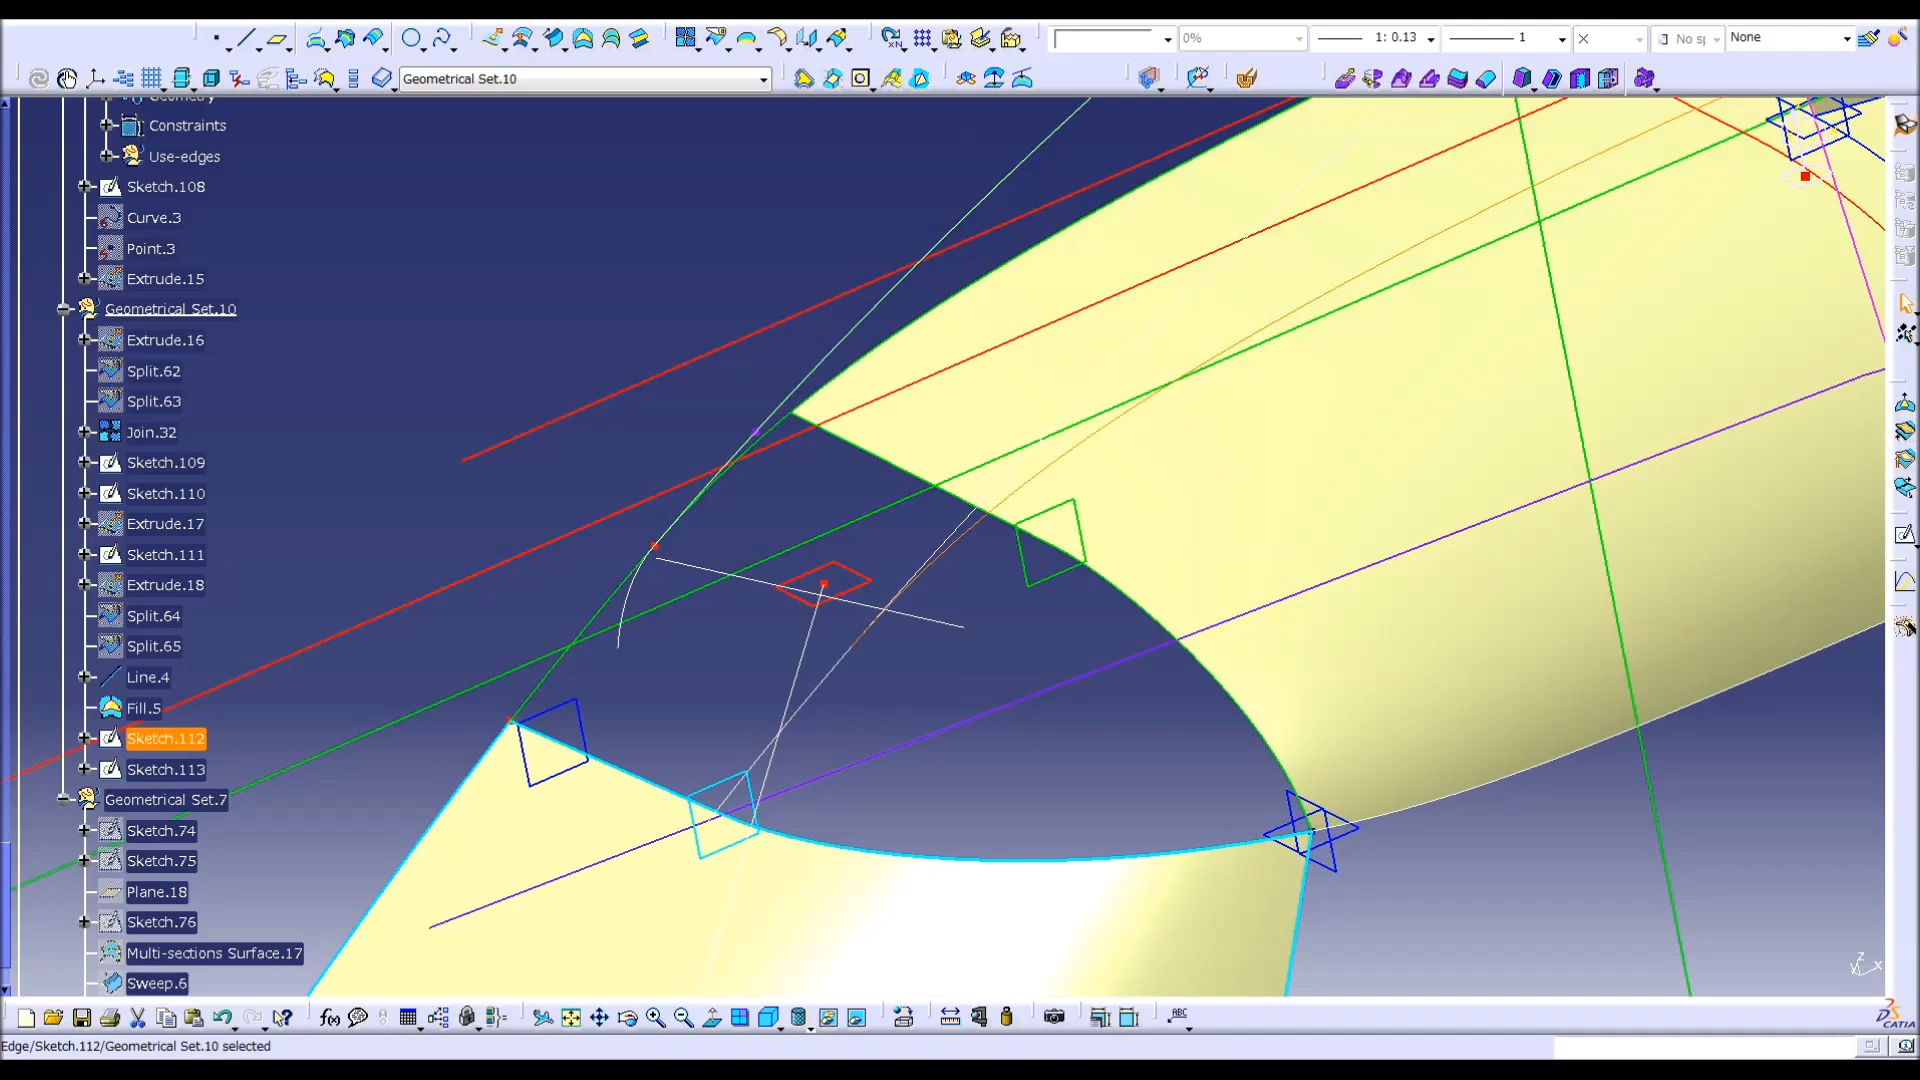 0%
1: 0.13
1
No s
None
Geometrical Set.10
Geometry
Constraints
Use-edges
Sketch.108
Curve.3
Point.3
Extrude.15
Geometrical Set.10
Extrude.16
Split.62
Split.63
Join.32
Sketch.109
Sketch.110
Extrude.17
Sketch.111
Extrude.18
Split.64
Split.65
Line.4
Fill.5
Sketch.112
Sketch.113
Geometrical Set.7
Sketch.74
Sketch.75
Plane.18
Sketch.76
Multi-sections Surface.17
Sweep.6
z
y x
f(x)
ABC
CATIA
Edge/Sketch.112/Geometrical Set.10 selected